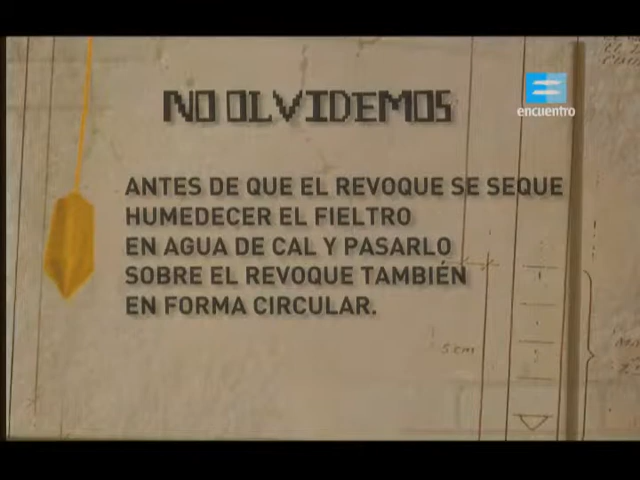 NO OLVIDEMOS
encuentro
ANTES DE QUE EL REVOQUE SE SEQUE
HUMEDECER EL FIELTRO
EN AGUA DE CAL Y PASARLO
SOBRE EL REVOQUE TAMBIÉN
EN FORMA CIRCULAR.
5 cm